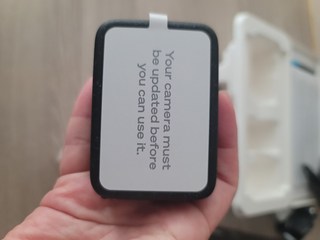 Your camera must
be updated before
you can use it.